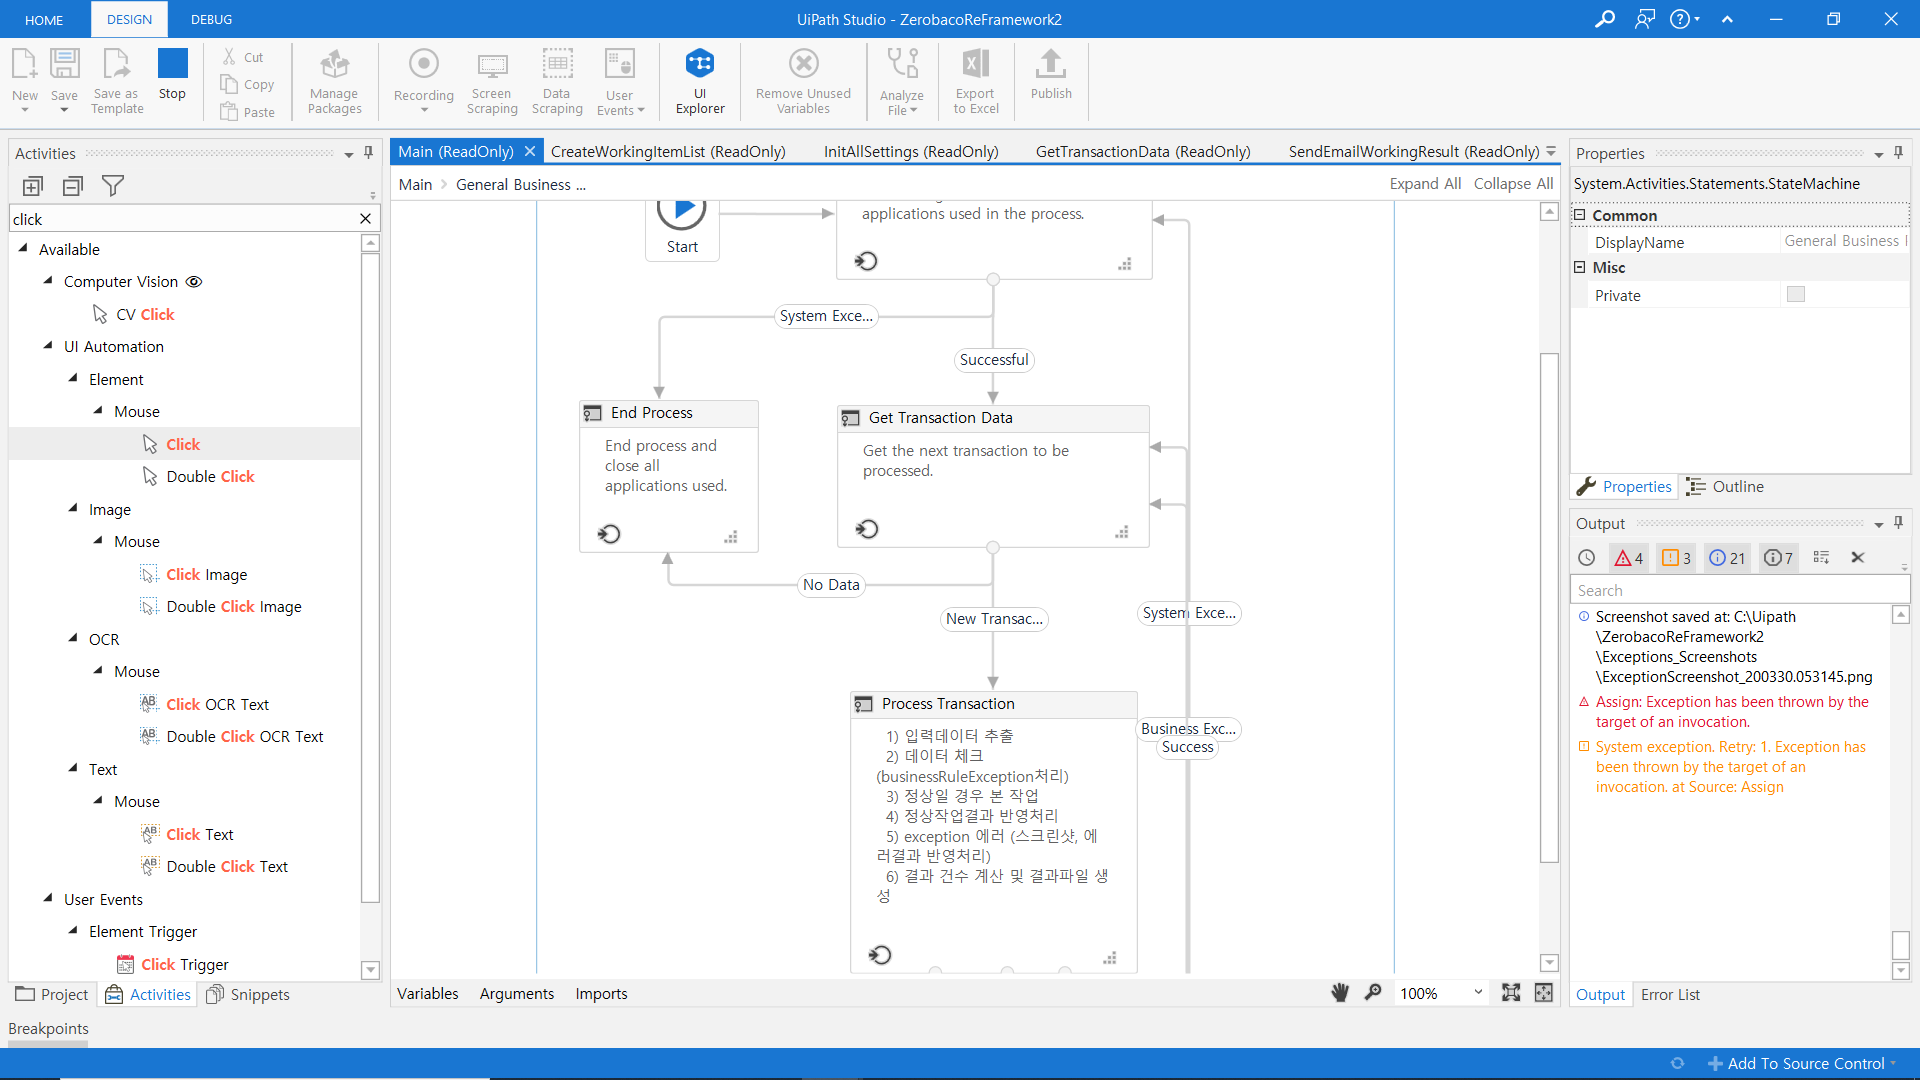 HOME
DESIGN
DEBUG
UiPath Studio - ZerobacoReFramework2
New
Save
Save as
Template
Stop
Cut
Copy
Paste
Manage
Packages
Recording
Screen
Scraping
Data
Scraping
User
Events
UI
Explorer
Remove Unused
Variables
Analyze
File
Export
to Excel
Publish
Activities
click
Available
Computer Vision
CV Click
UI Automation
Element
Mouse
Click
Double Click
Image
Mouse
Click Image
Double Click Image
OCR
Mouse
Click OCR Text
Double Click OCR Text
Text
Mouse
Click Text
Double Click Text
User Events
Element Trigger
Click Trigger
Project
Activities
Snippets
Breakpoints
Main (ReadOnly)
CreateWorkingItemList (ReadOnly)
InitAllSettings (ReadOnly)
GetTransactionData (ReadOnly)
SendEmailWorkingResult (ReadOnly)
Main
General Business ...
Expand All
Collapse All
Start
applications used in the process.
System Exce...
Successful
End Process
End process and
close all
applications used.
Get Transaction Data
Get the next transaction to be
processed.
No Data
New Transac...
System Exce...
Process Transaction
1) 입력데이터 추출
2) 데이터 체크
(businessRuleException처리)
3) 정상일 경우 본 작업
4) 정상작업결과 반영처리
5) exception 에러 (스크린샷, 에
러결과 반영처리)
6) 결과 건수 계산 및 결과파일 생
성
Business Exc...
Success
Variables
Arguments
Imports
100%
Properties
System.Activities.Statements.StateMachine
Common
DisplayName
General Business
Misc
Private
Properties
Outline
Output
4
3
21
7
Search
Screenshot saved at: C:\Uipath
\ZerobacoReFramework2
\Exceptions_Screenshots
\ExceptionScreenshot_200330.053145.png
Assign: Exception has been thrown by the
target of an invocation.
System exception. Retry: 1. Exception has
been thrown by the target of an
invocation. at Source: Assign
Output
Error List
Add To Source Control